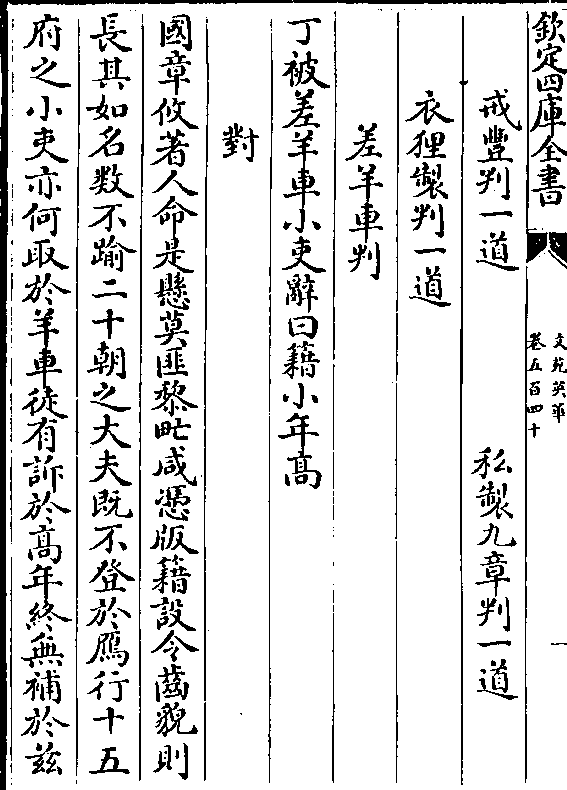 欽定四庫全書
文苑英華
卷五百四十
一
戒豐判一道
私製九章判一道
衣狸製判一道
差羊車判
丁被差羊車小吏辭曰籍小年高
對
國章攸著人命是懸莫匪黎甿咸憑版籍設令齒貌則
長其如名數不踰二十朝之大夫既不登於鴈行十五
府之小吏亦何取於羊車徒有訴於高年終無補於兹